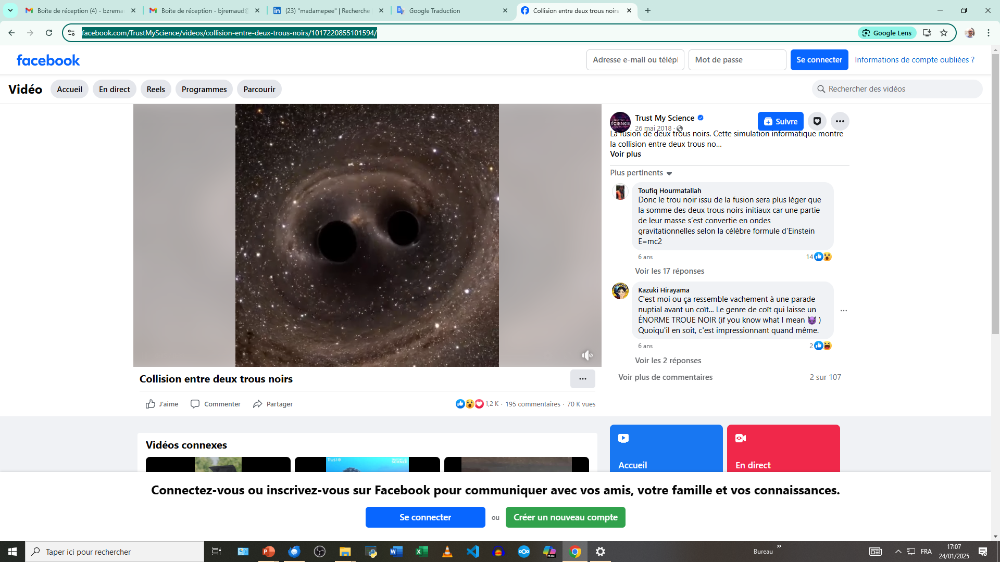 Boîte de réception (4) - bzrema
Boîte de réception - bjremaud@
(23) "madamepee" | Recherche
Google Traduction
Collision entre deux trous noirs
facebook.com/TrustMyScience/videos/collision-entre-deux-trous-noirs/1017220855101594/
Google Lens
facebook
Adresse e-mail ou téléph
Mot de passe
Se connecter
Informations de compte oubliées ?
Vidéo
Accueil
En direct
Reels
Programmes
Parcourir
Rechercher des vidéos
Trust My Science
26 mai 2018 ·
Suivre
La fusion de deux trous noirs. Cette simulation informatique montre
la collision entre deux trous no...
Voir plus
Plus pertinents
Toufiq Hourmatallah
Donc le trou noir issu de la fusion sera plus léger que
la somme des deux trous noirs initiaux car une partie
de leur masse s’est convertie en ondes
gravitationnelles selon la célèbre formule d’Einstein
E=mc2
6 ans
14
Voir les 17 réponses
Kazuki Hirayama
C'est moi ou ça ressemble vachement à une parade
nuptial avant un coït... Le genre de coït qui laisse un
ÉNORME TROUE NOIR (if you know what I mean 😈 )
Quoiqu'il en soit, c'est impressionnant quand même.
6 ans
2
Voir les 2 réponses
Voir plus de commentaires
2 sur 107
Collision entre deux trous noirs
J’aime
Commenter
Partager
1,2 K · 195 commentaires · 70 K vues
Vidéos connexes
TRUST MY
SCIENCE
Accueil
En direct
Connectez-vous ou inscrivez-vous sur Facebook pour communiquer avec vos amis, votre famille et vos connaissances.
Se connecter
ou
Créer un nouveau compte
Taper ici pour rechercher
M365
Bureau
FRA
17:07
24/01/2025